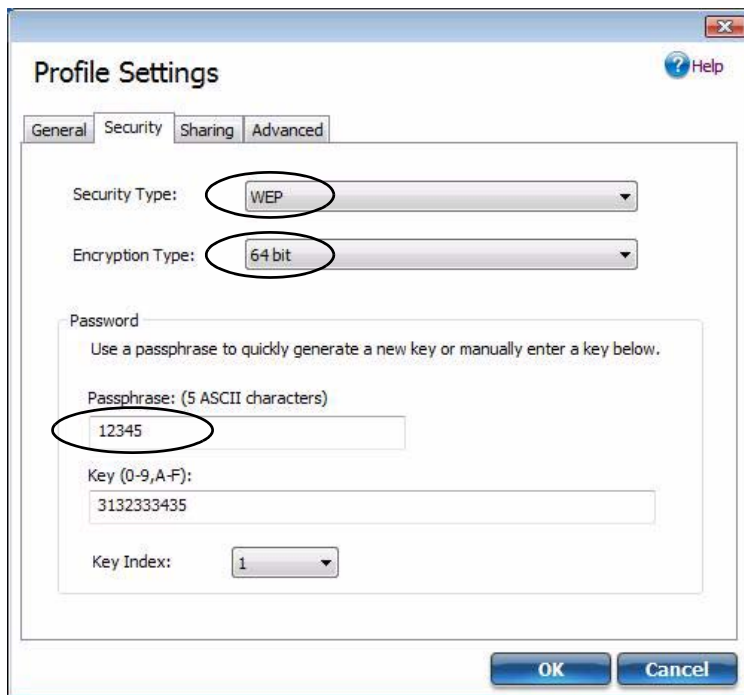 Profile Settings
Help
General Security Sharing Advanced
Security Type: WEP
Encryption Type: 64 bit
Password
Use a passphrase to quickly generate a new key or manually enter a key below.
Passphrase: (5 ASCII characters)
12345
Key (0-9,A-F):
3132333435
Key Index: 1
OK Cancel